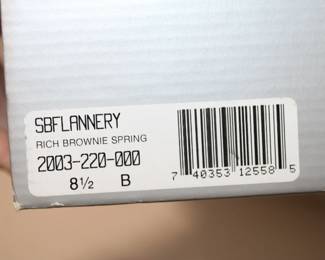 SBFLANNERY
RICH BROWNIE SPRING
2003-220-000
8½ B
7 40353 12558 5